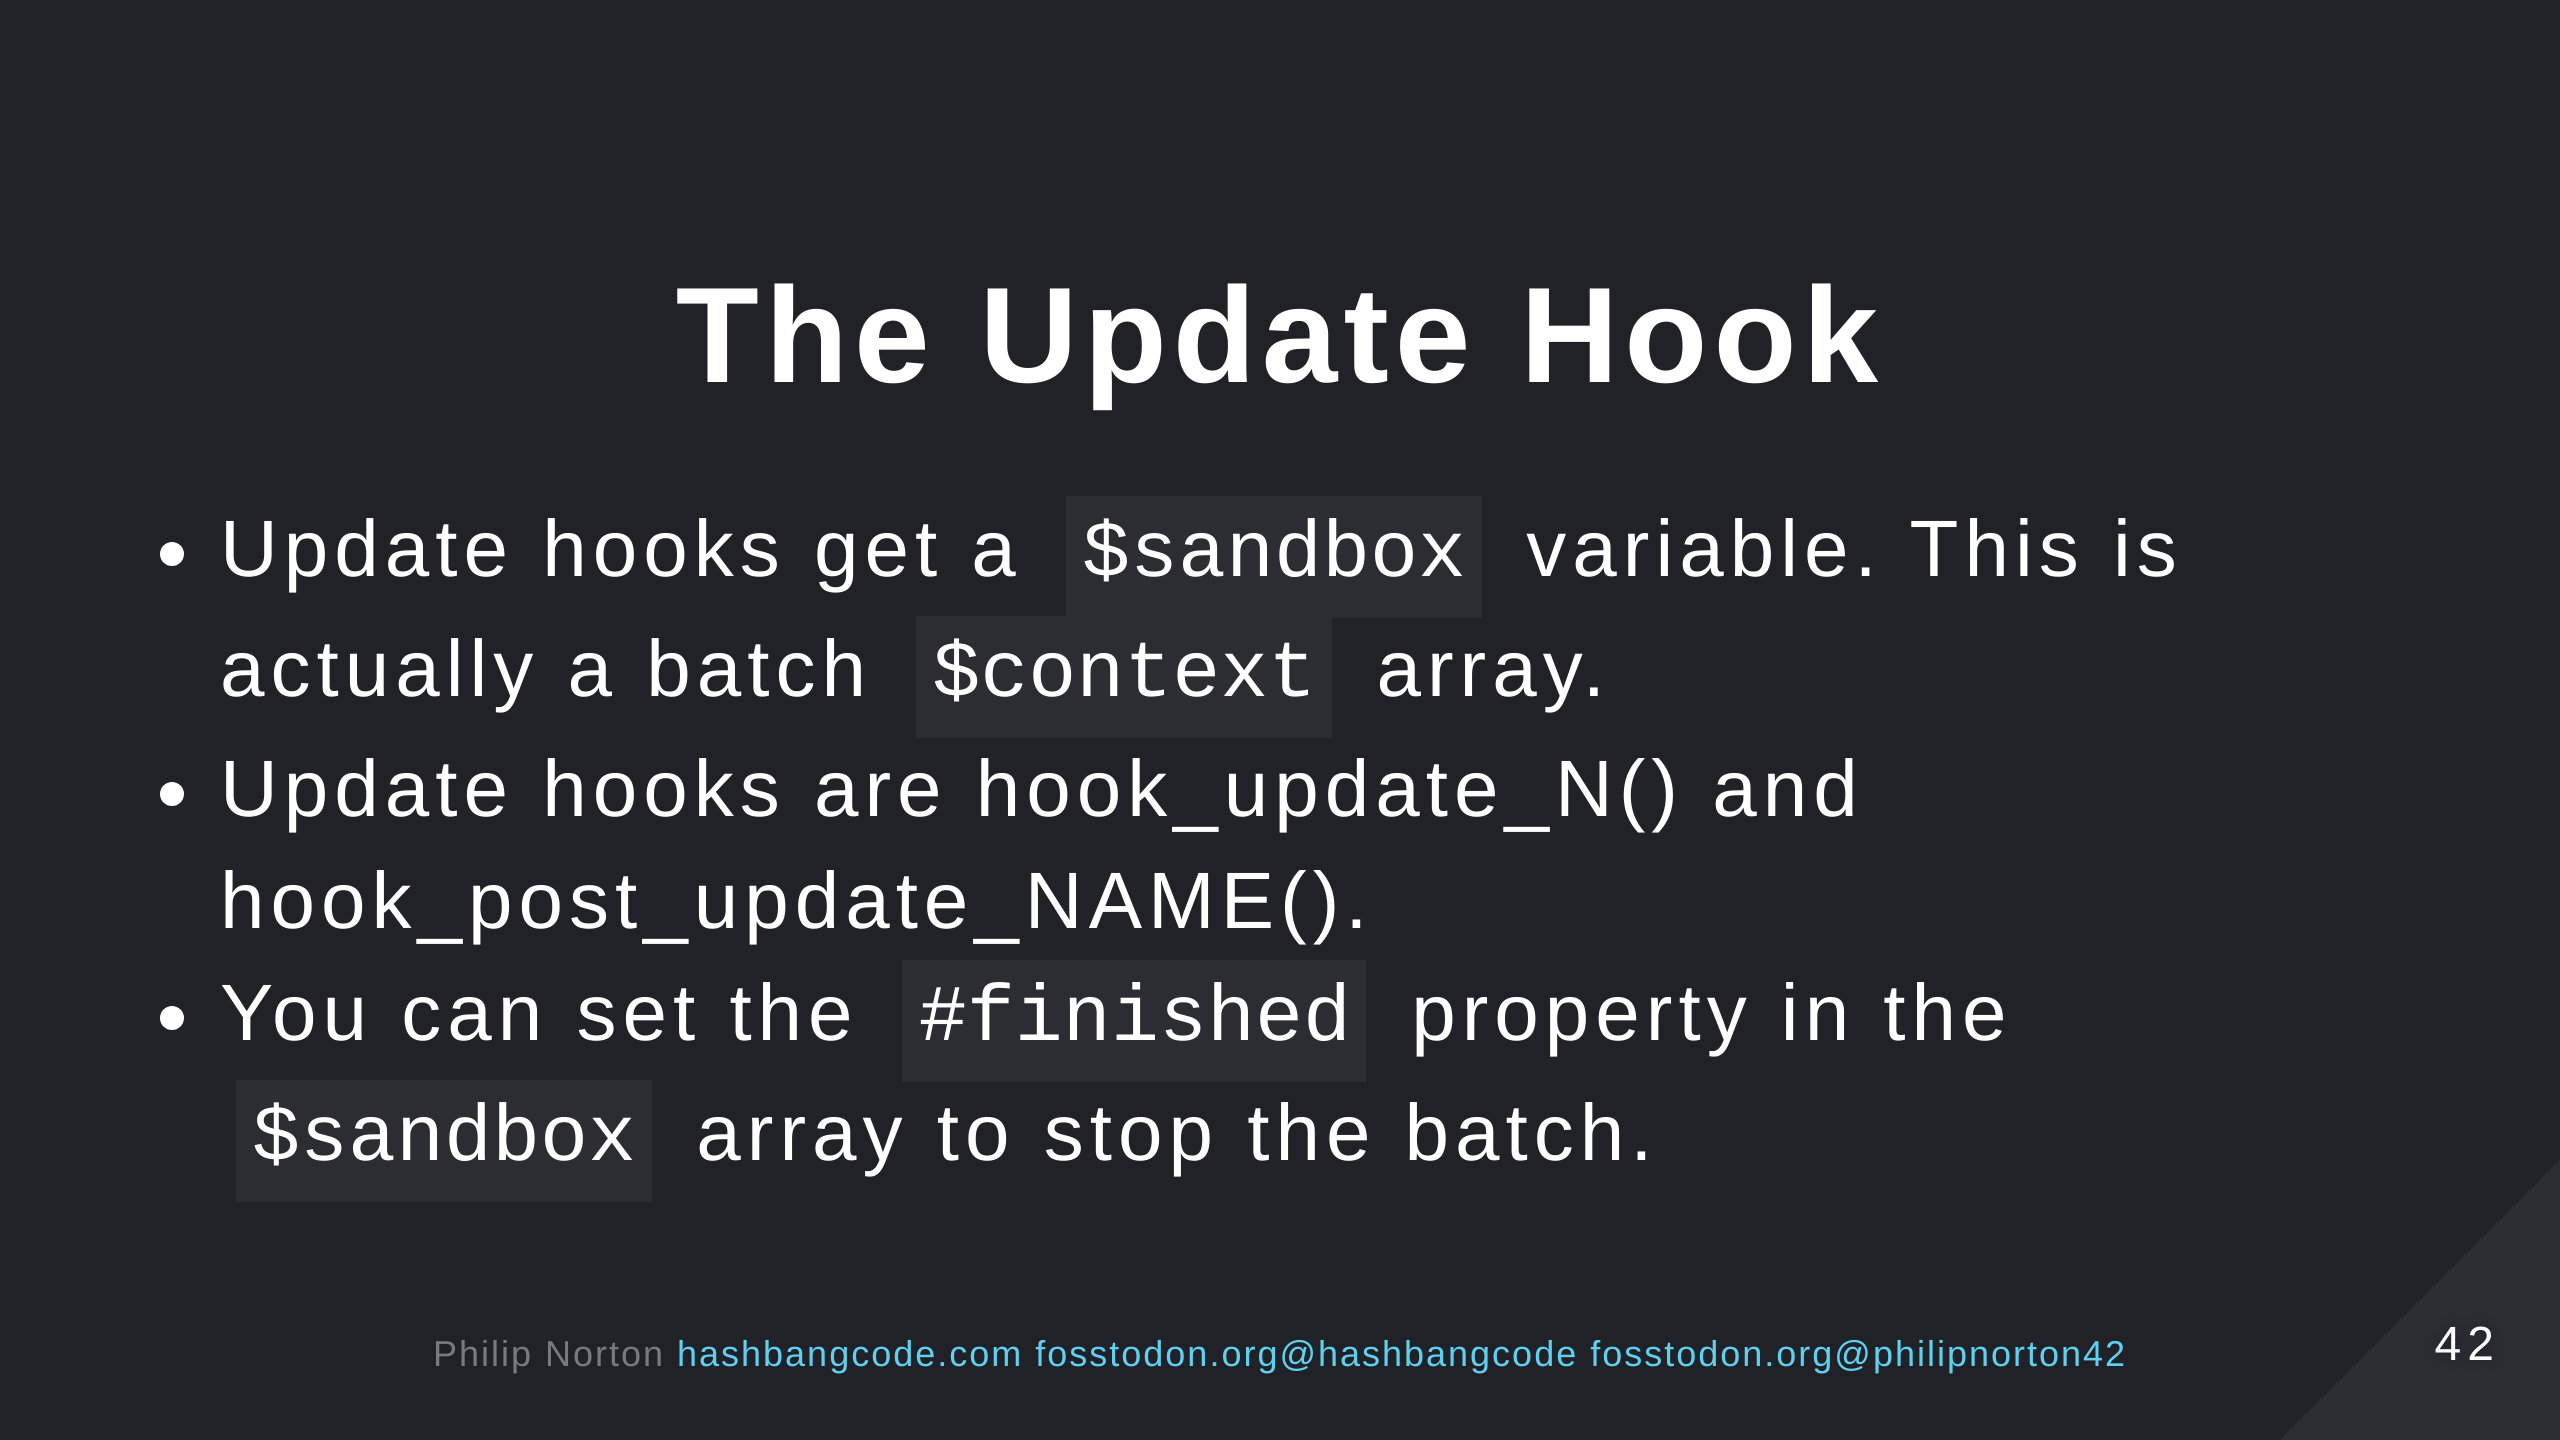 The Update Hook
• Update hooks get a $sandbox variable. This is
actually a batch $context array.
• Update hooks are hook_update_N() and
hook_post_update_NAME().
• You can set the #finished property in the
$sandbox array to stop the batch.
Philip Norton hashbangcode.com fosstodon.org@hashbangcode fosstodon.org@philipnorton42
42